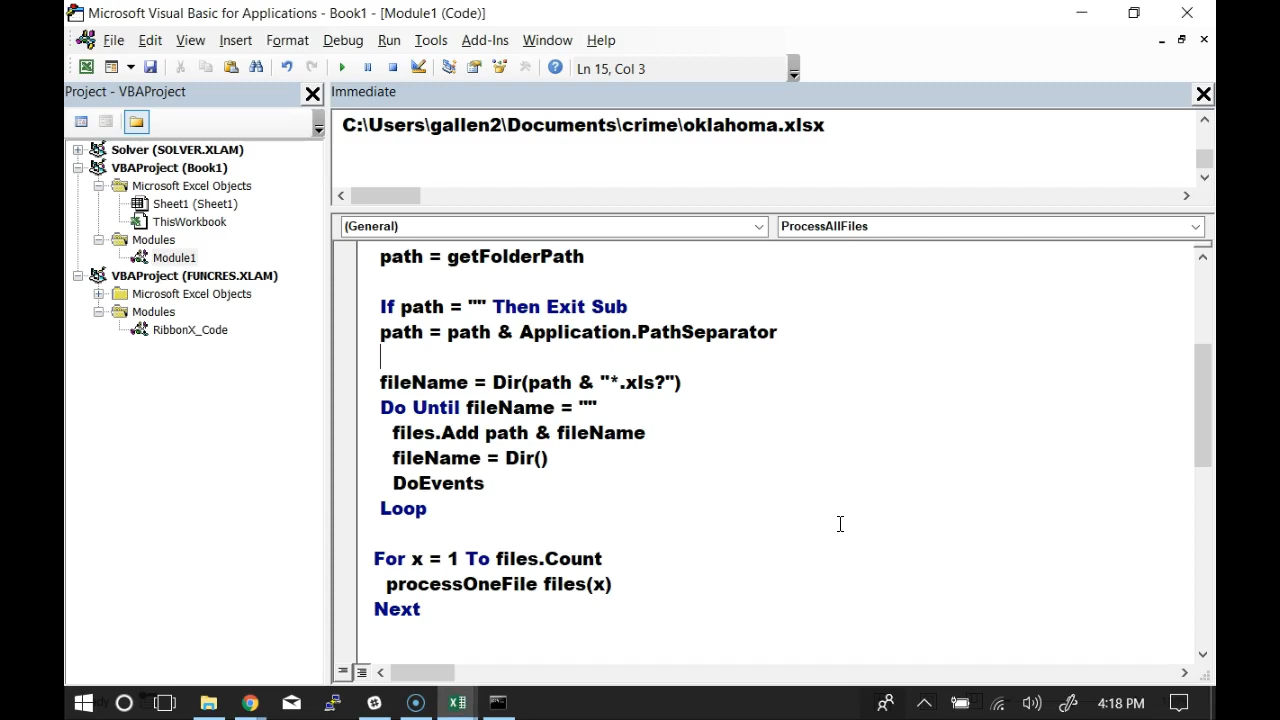 Microsoft Visual Basic for Applications - Book1 - [Module1 (Code)]
File Edit View Insert Format Debug Run Tools Add-Ins Window Help
Ln 15, Col 3
Project - VBAProject
Immediate
C:\Users\gallen2\Documents\crime\oklahoma.xlsx
Solver (SOLVER.XLAM)
VBAProject (Book1)
Microsoft Excel Objects
Sheet1 (Sheet1)
ThisWorkbook
Modules
Module1
VBAProject (FUNCRES.XLAM)
Microsoft Excel Objects
Modules
RibbonX_Code
(General) ProcessAllFiles
path = getFolderPath
If path = "" Then Exit Sub
path = path & Application.PathSeparator
fileName = Dir(path & "*.xls?")
Do Until fileName = ""
files.Add path & fileName
fileName = Dir()
DoEvents
Loop
For x = 1 To files.Count
processOneFile files(x)
Next
4:18 PM